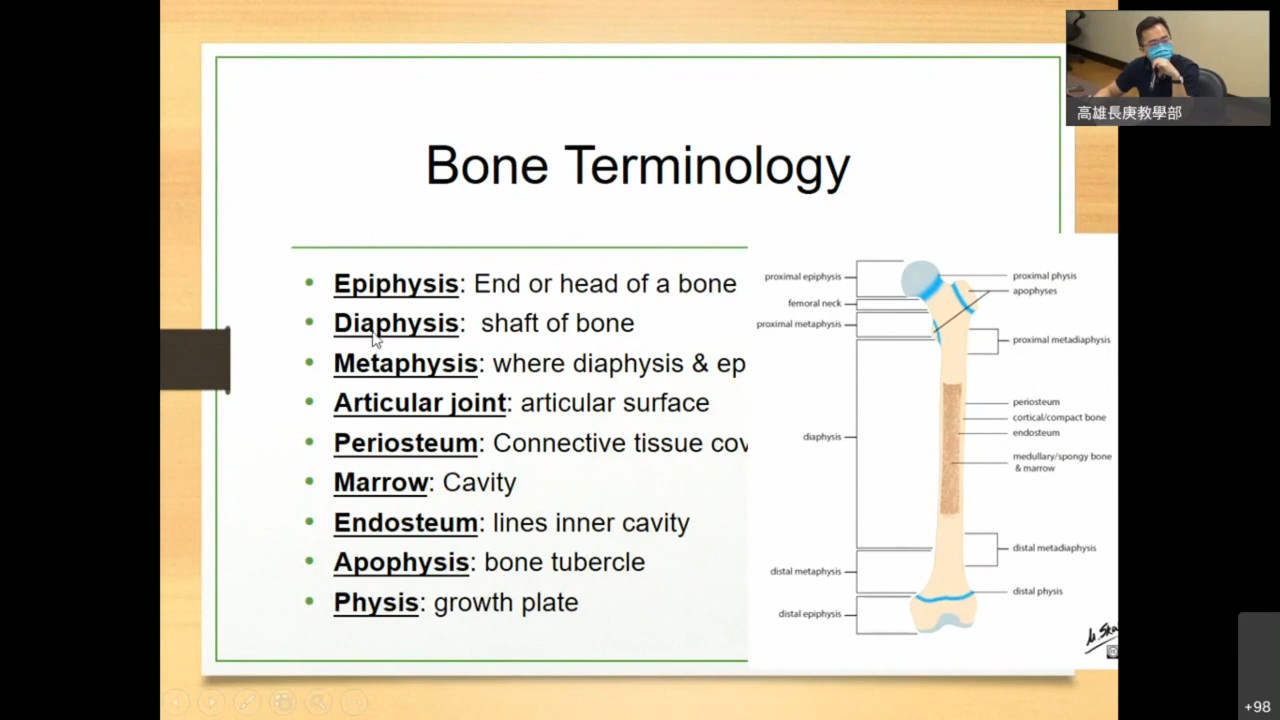 高雄長庚教學部
Bone Terminology
• Epiphysis: End or head of a bone
• Diaphysis: shaft of bone
• Metaphysis: where diaphysis & ep
• Articular joint: articular surface
• Periosteum: Connective tissue cov
• Marrow: Cavity
• Endosteum: lines inner cavity
• Apophysis: bone tubercle
• Physis: growth plate
proximal epiphysis
femoral neck
proximal metaphysis
diaphysis
distal metaphysis
distal epiphysis
proximal physis
apophyses
proximal metadiaphysis
periosteum
cortical/compact bone
endosteum
medullary/spongy bone
& marrow
distal metadiaphysis
distal physis
+98